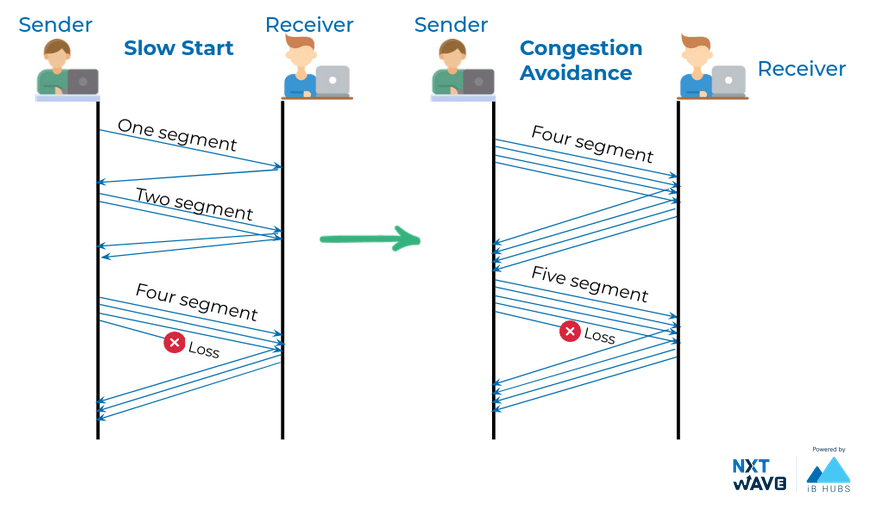 Sender
Slow Start
Receiver
One segment
Two segment
Four segment
Loss
Sender
Congestion
Avoidance
Receiver
Four segment
Five segment
Loss
NXT
WAVE
Powered by
iB HUBS